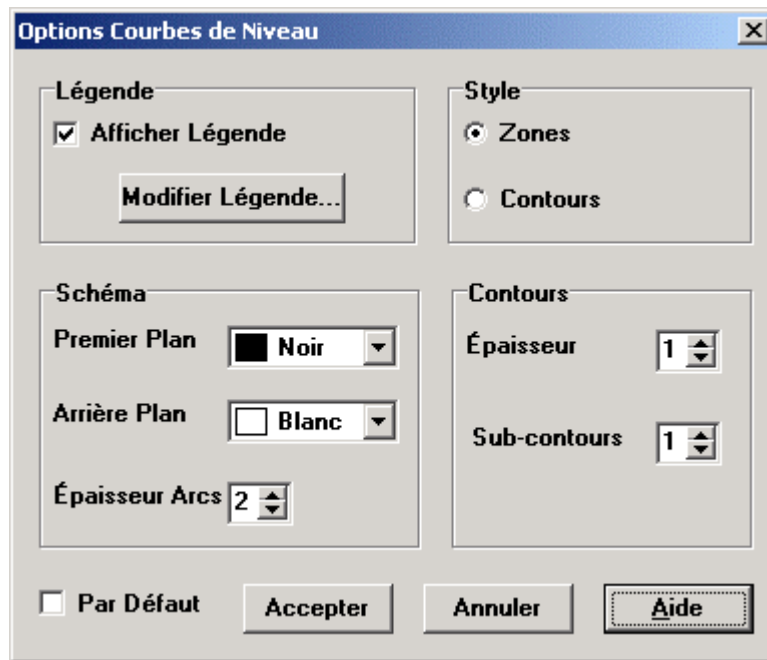 Options Courbes de Niveau
Légende
Afficher Légende
Modifier Légende...
Style
Zones
Contours
Schéma
Premier Plan
Noir
Arrière Plan
Blanc
Épaisseur Arcs
2
Contours
Épaisseur
1
Sub-contours
1
Par Défaut
Accepter
Annuler
Aide